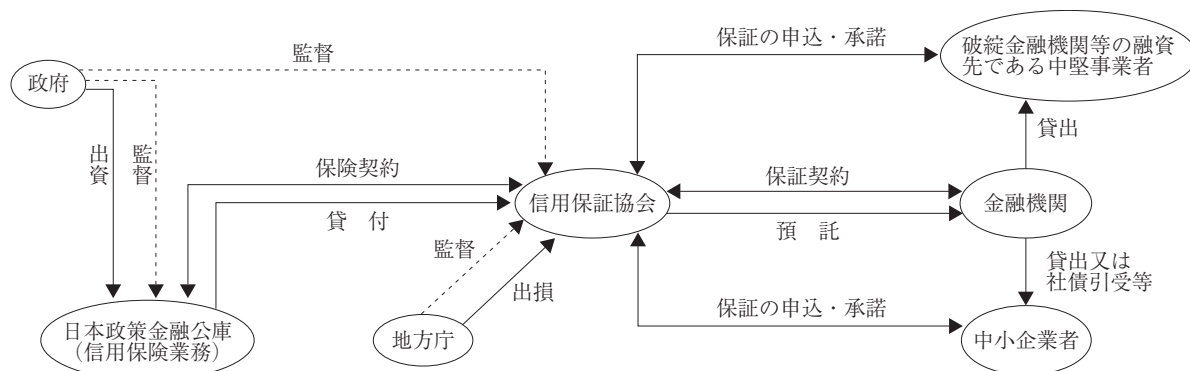 保証の申込・承諾
破綻金融機関等の融資
先である中堅事業者
監督
政府
貸出
出資
監督
保険契約
保証契約
信用保証協会
金融機関
貸 付
預 託
監督
貸出又は
社債引受等
出損
保証の申込・承諾
日本政策金融公庫
(信用保険業務)
地方庁
中小企業者